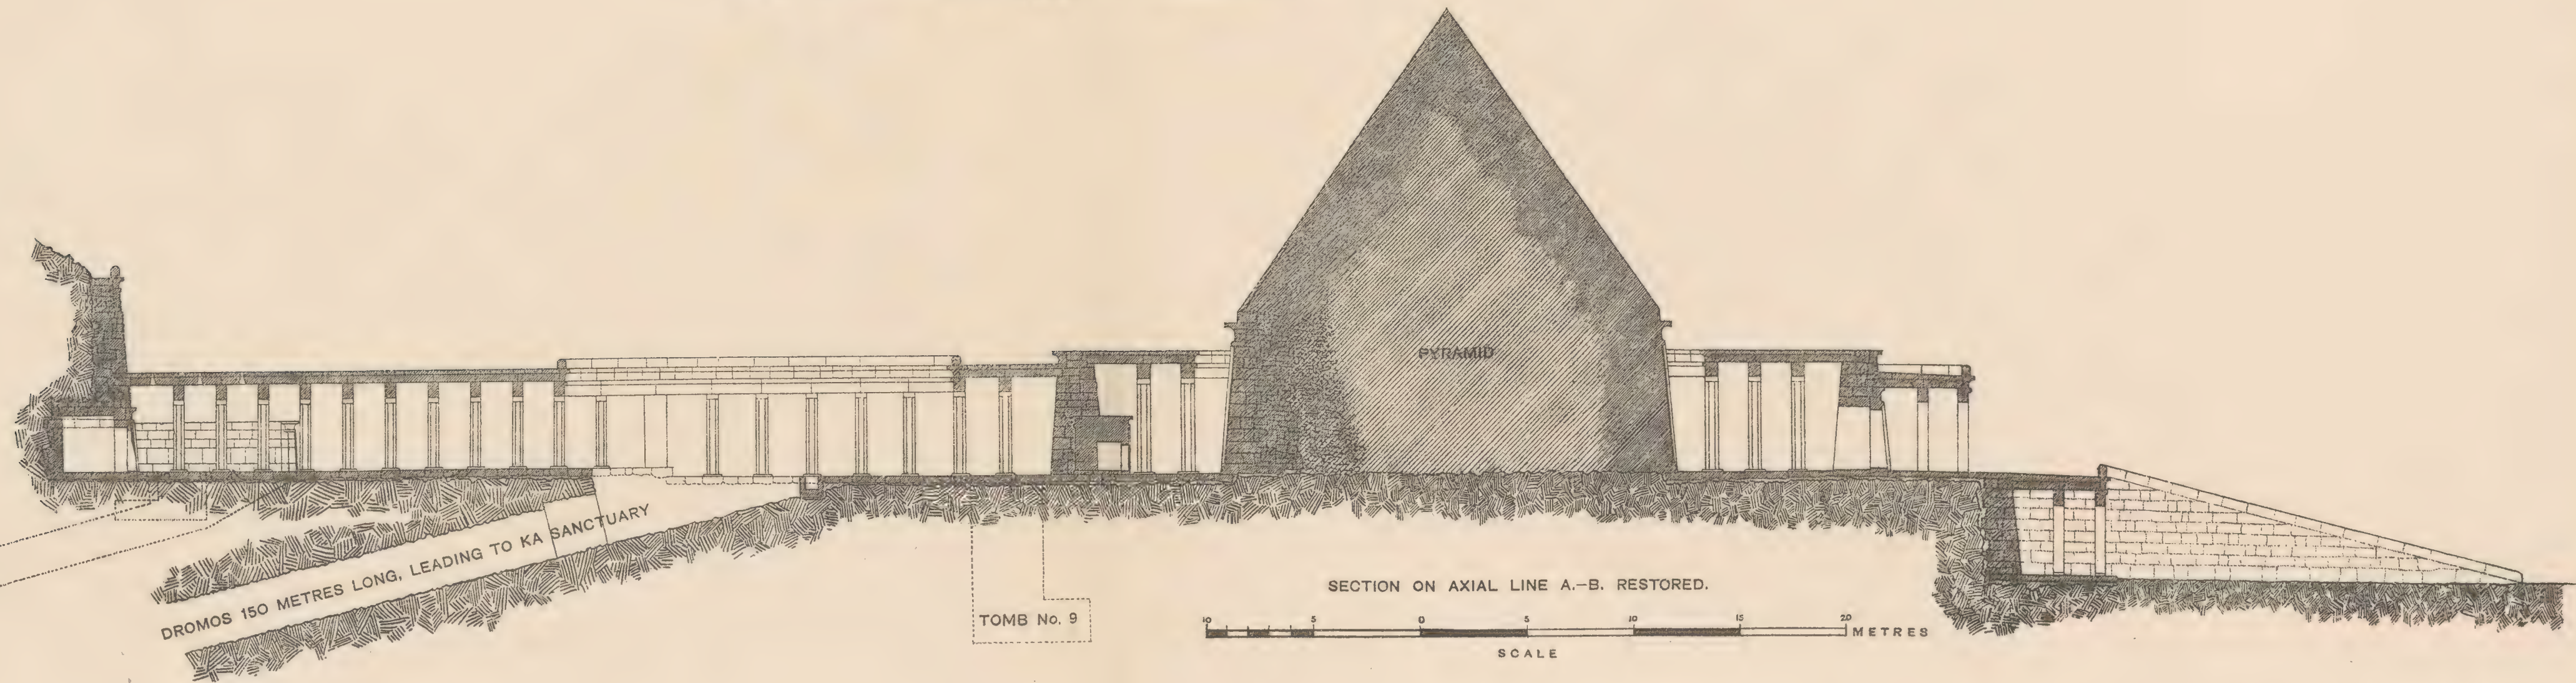 PYRAMID
DROMOS 150 METRES LONG, LEADING TO KA SANCTUARY
TOMB No. 9
SECTION ON AXIAL LINE A.-B. RESTORED.
10 5 0 5 10 15 20 METRES
SCALE